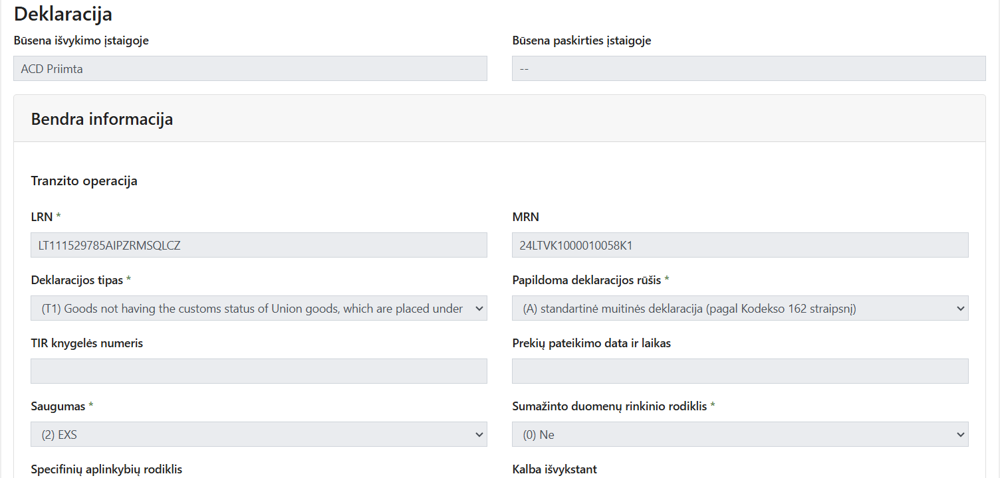 Deklaracija
Būsena išvykimo įstaigoje
Būsena paskirties įstaigoje
ACD Priimta
--
Bendra informacija
Tranzito operacija
LRN *
MRN
LT111529785AIPZRMSQLCZ
24LTVK1000010058K1
Deklaracijos tipas *
Papildoma deklaracijos rūšis *
(T1) Goods not having the customs status of Union goods, which are placed under
(A) standartinė muitinės deklaracija (pagal Kodekso 162 straipsnį)
TIR knygelės numeris
Prekių pateikimo data ir laikas
Saugumas *
Sumažinto duomenų rinkinio rodiklis *
(2) EXS
(0) Ne
Specifinių aplinkybių rodiklis
Kalba išvykstant